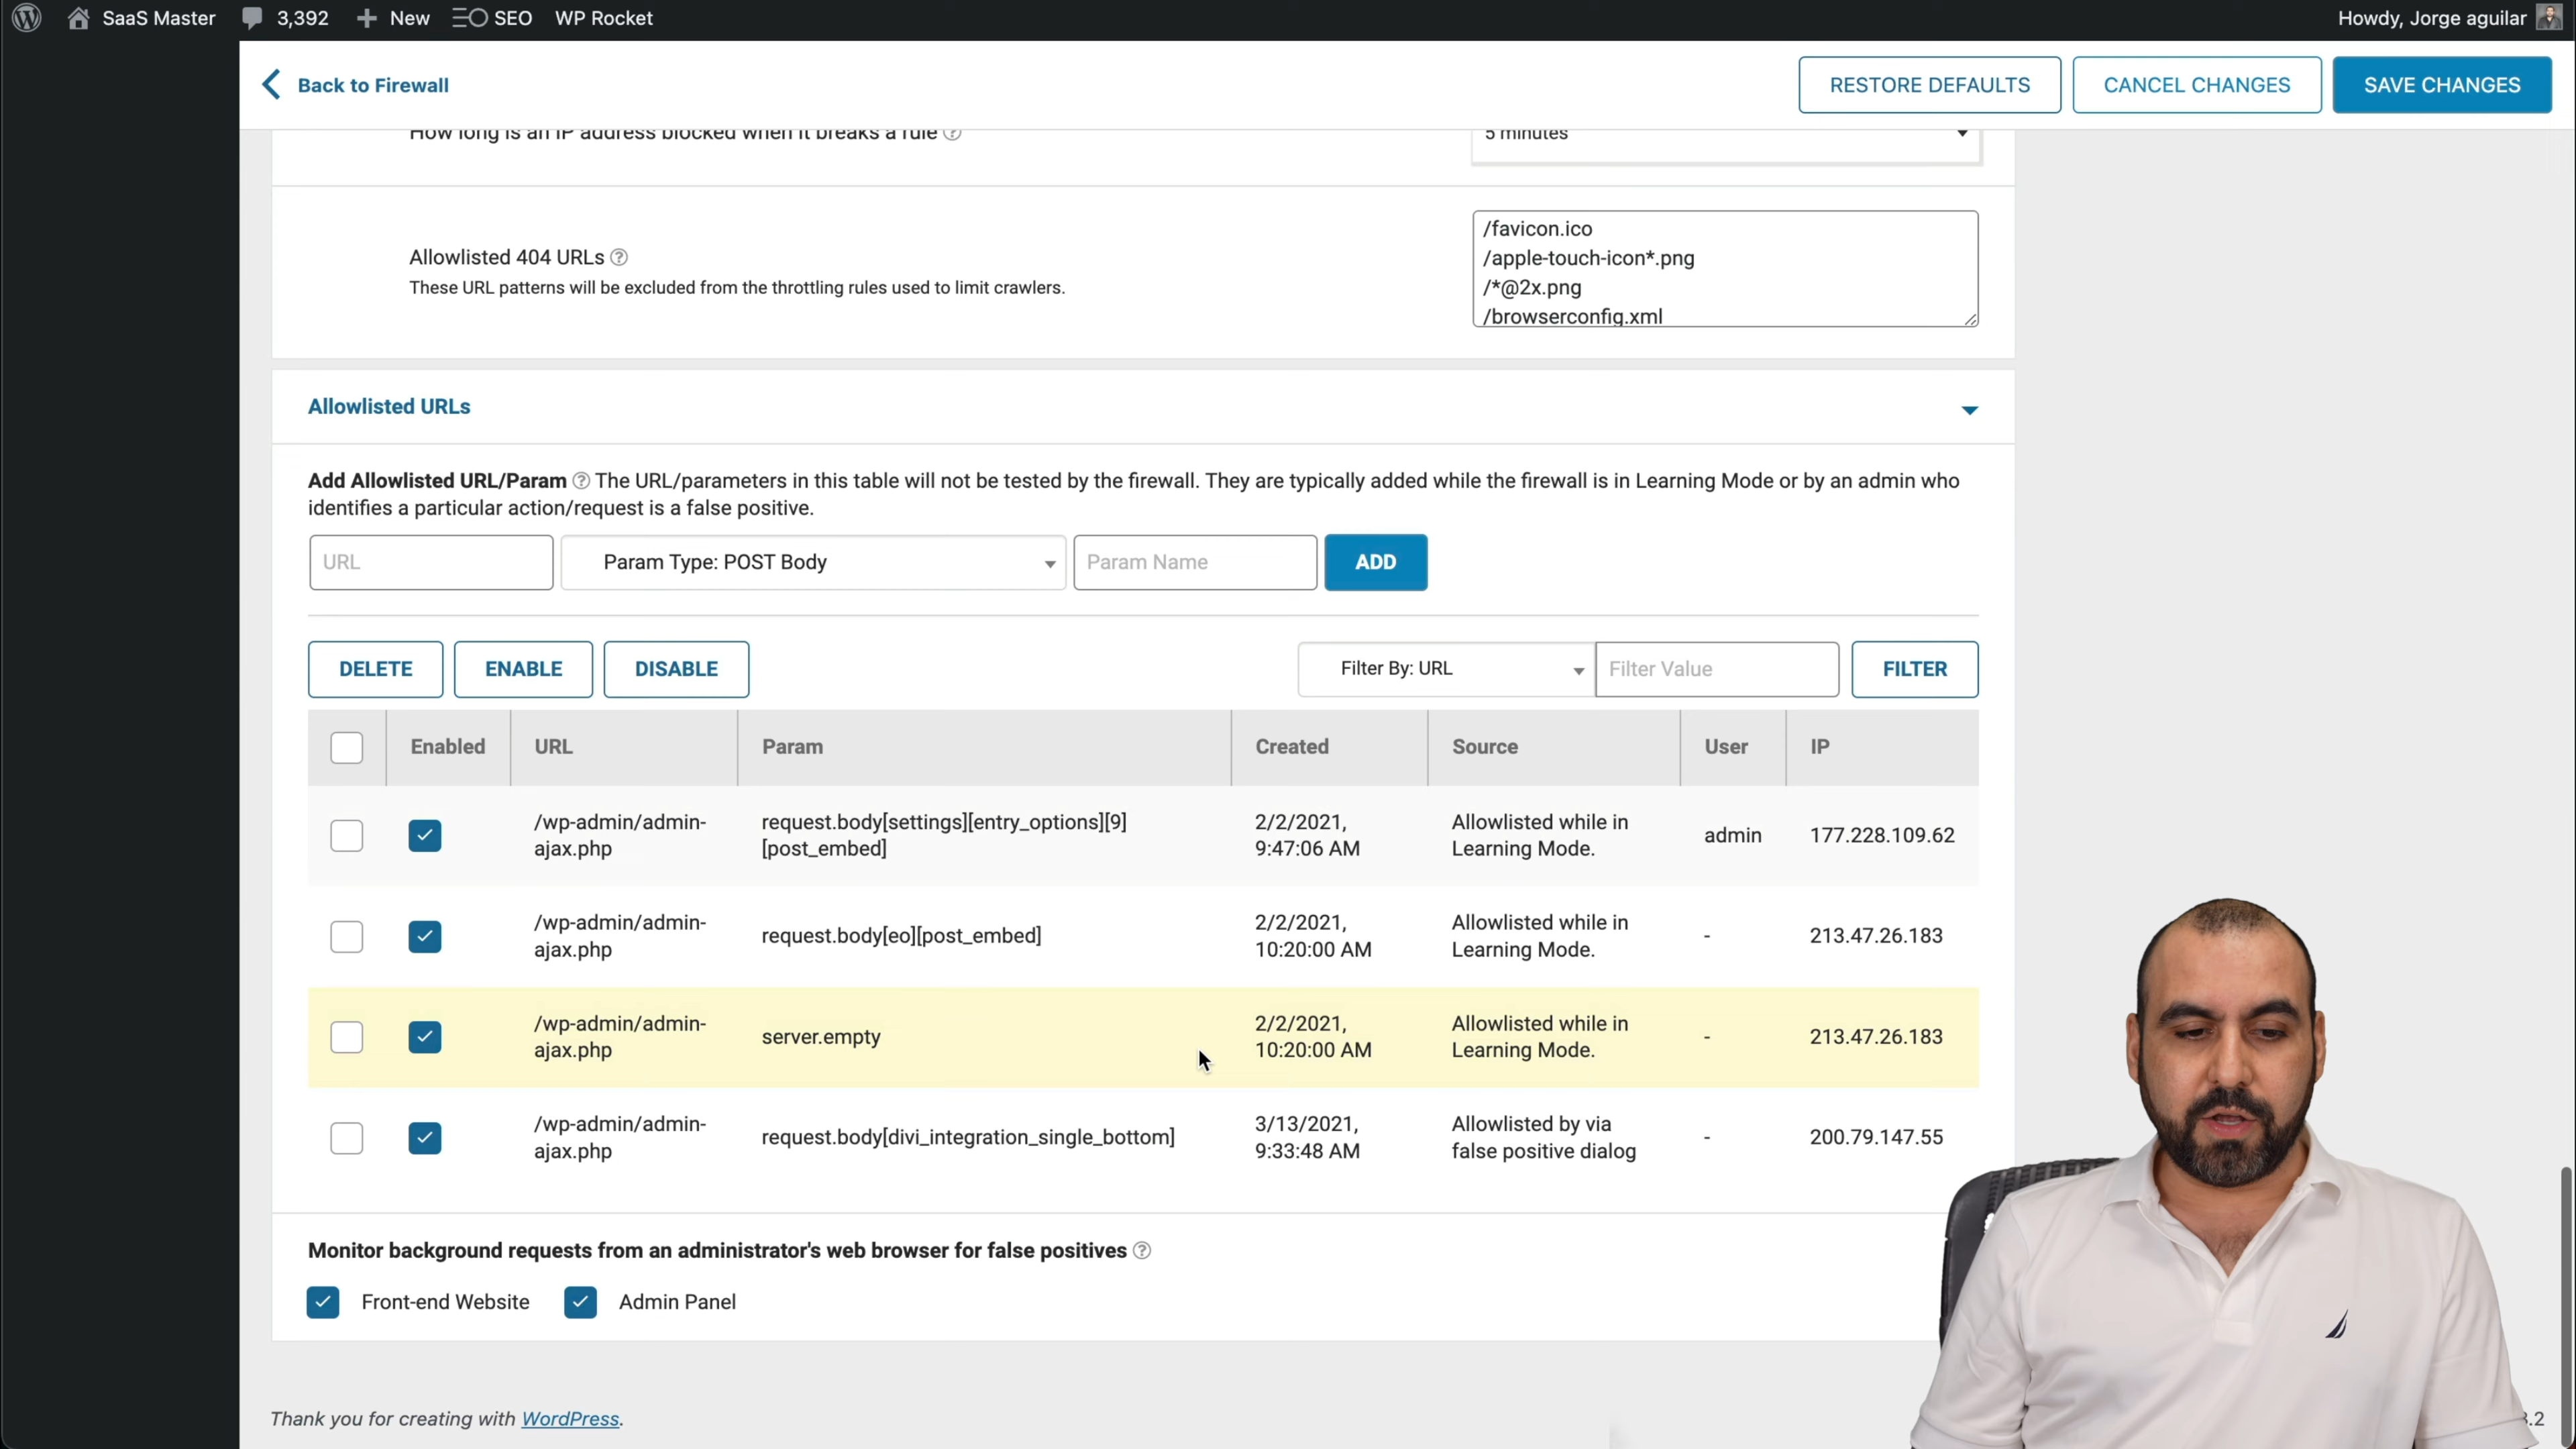 SaaS Master 3,392 New SEO WP Rocket Howdy, Jorge aguilar
Back to Firewall RESTORE DEFAULTS CANCEL CHANGES SAVE CHANGES
How long is an IP address blocked when it breaks a rule 5 minutes
/favicon.ico
Allowlisted 404 URLs /apple-touch-icon*.png
These URL patterns will be excluded from the throttling rules used to limit crawlers. /*@2x.png
/browserconfig.xml
Allowlisted URLs
Add Allowlisted URL/Param The URL/parameters in this table will not be tested by the firewall. They are typically added while the firewall is in Learning Mode or by an admin who
identifies a particular action/request is a false positive.
URL Param Type: POST Body Param Name ADD
DELETE ENABLE DISABLE Filter By: URL Filter Value FILTER
Enabled URL Param Created Source User IP
/wp-admin/admin- request.body[settings][entry_options][9] 2/2/2021, Allowlisted while in
ajax.php [post_embed] 9:47:06 AM Learning Mode. admin 177.228.109.62
/wp-admin/admin- 2/2/2021, Allowlisted while in
ajax.php request.body[eo][post_embed] 10:20:00 AM Learning Mode. - 213.47.26.183
/wp-admin/admin- 2/2/2021, Allowlisted while in
ajax.php server.empty 10:20:00 AM Learning Mode. - 213.47.26.183
/wp-admin/admin- 3/13/2021, Allowlisted by via
ajax.php request.body[divi_integration_single_bottom] 9:33:48 AM false positive dialog - 200.79.147.55
Monitor background requests from an administrator's web browser for false positives
Front-end Website Admin Panel
Thank you for creating with WordPress.